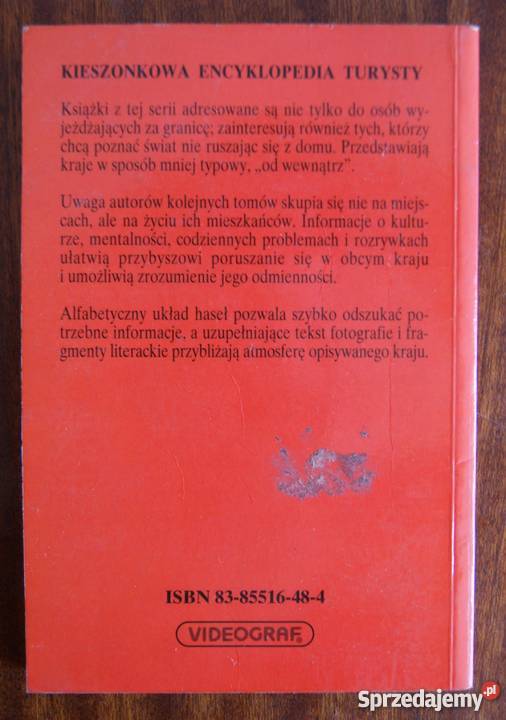 KIESZONKOWA ENCYKLOPEDIA TURYSTY
Książki z tej serii adresowane są nie tylko do osób wy-
jeżdżających za granicę; zainteresują również tych, którzy
chcą poznać świat nie ruszając się z domu. Przedstawiają
kraje w sposób mniej typowy, „od wewnątrz”.
Uwaga autorów kolejnych tomów skupia się nie na miejs-
cach, ale na życiu ich mieszkańców. Informacje o kultu-
rze, mentalności, codziennych problemach i rozrywkach
ułatwią przybyszowi poruszanie się w obcym kraju
i umożliwią zrozumienie jego odmienności.
Alfabetyczny układ haseł pozwala szybko odszukać po-
trzebne informacje, a uzupełniające tekst fotografie i fra-
gmenty literackie przybliżają atmosferę opisywanego kraju.
ISBN 83-85516-48-4
VIDEOGRAF
Sprzedajemy.pl